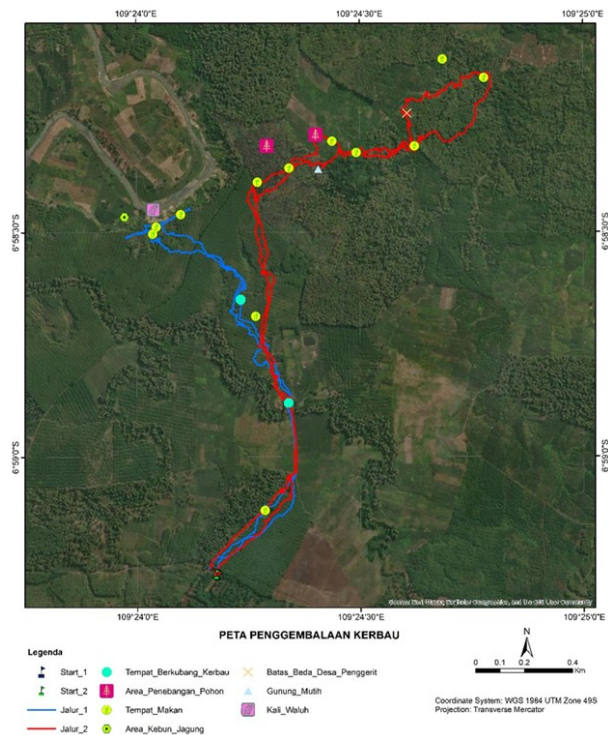 109°24'0"E 109°24'30"E 109°25'0"E
6°58'30"S 6°58'30"S
6°59'0"S 6°59'0"S
109°24'0"E 109°24'30"E 109°25'0"E
PETA PENGGEMBALAAN KERBAU
Legenda
Start_1 Tempat_Berkubang_Kerbau Batas_Beda_Desa_Penggerit
Start_2 Area_Penebangan_Pohon Gunung_Mutih
Jalur_1 Tempat_Makan Kali_Waluh
Jalur_2 Area_Kebun_Jagung
N
0 0.1 0.2 0.4
Km
Coordinate System: WGS 1984 UTM Zone 49S
Projection: Transverse Mercator